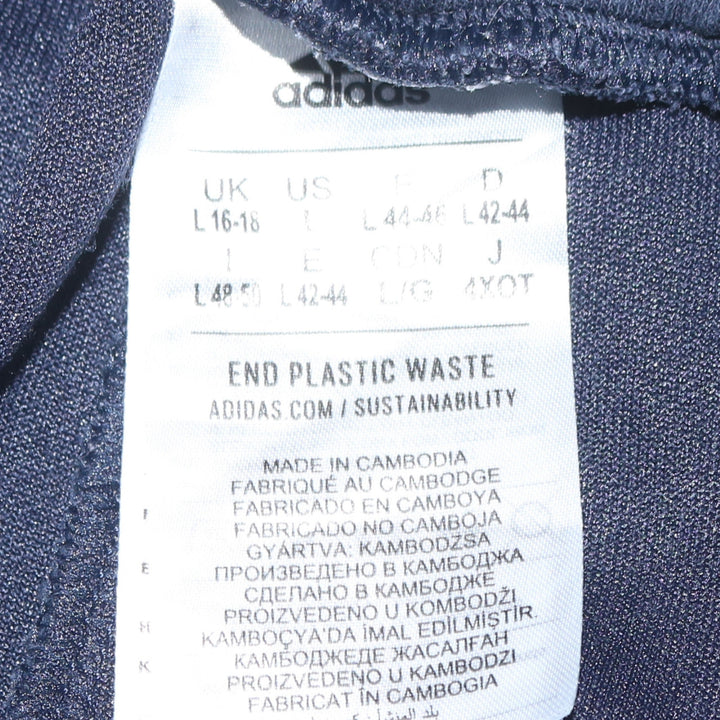 adidas
UK US F D
L 16-18 L L 44-46 L 42-44
I E CDN J
L 48-50 L 42-44 L/G 4XOT
END PLASTIC WASTE
ADIDAS.COM / SUSTAINABILITY
MADE IN CAMBODIA
FABRIQUÉ AU CAMBODGE
FABRICADO EN CAMBOYA
FABRICADO NO CAMBOJA
GYÁRTVA: KAMBODZSA
ПРОИЗВЕДЕНО В КАМБОДЖА
СДЕЛАНО В КАМБОДЖЕ
PROIZVEDENO U KOMBODŽI
KAMBOÇYA'DA İMAL EDİLMİŞTİR.
КАМБОДЖЕДЕ ЖАСАЛҒАН
PROIZVEDENO U KAMBODZI
FABRICAT ÎN CAMBOGIA